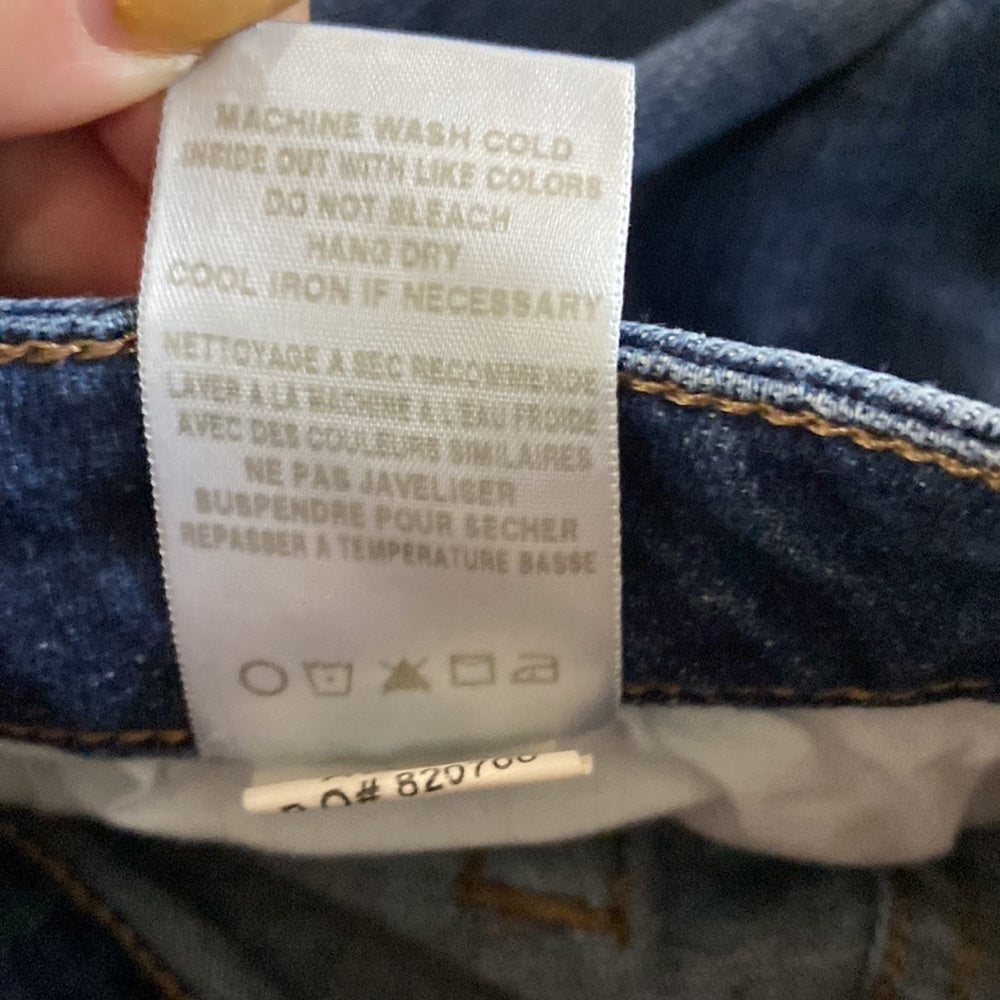 MACHINE WASH COLD
INSIDE OUT WITH LIKE COLORS
DO NOT BLEACH
HANG DRY
COOL IRON IF NECESSARY
NETTOYAGE A SEC RECOMMENDE
LAVER A LA MACHINE A L'EAU FROIDE
AVEC DES COULEURS SIMILAIRES
NE PAS JAVELISER
SUSPENDRE POUR SECHER
REPASSER A TEMPERATURE BASSE